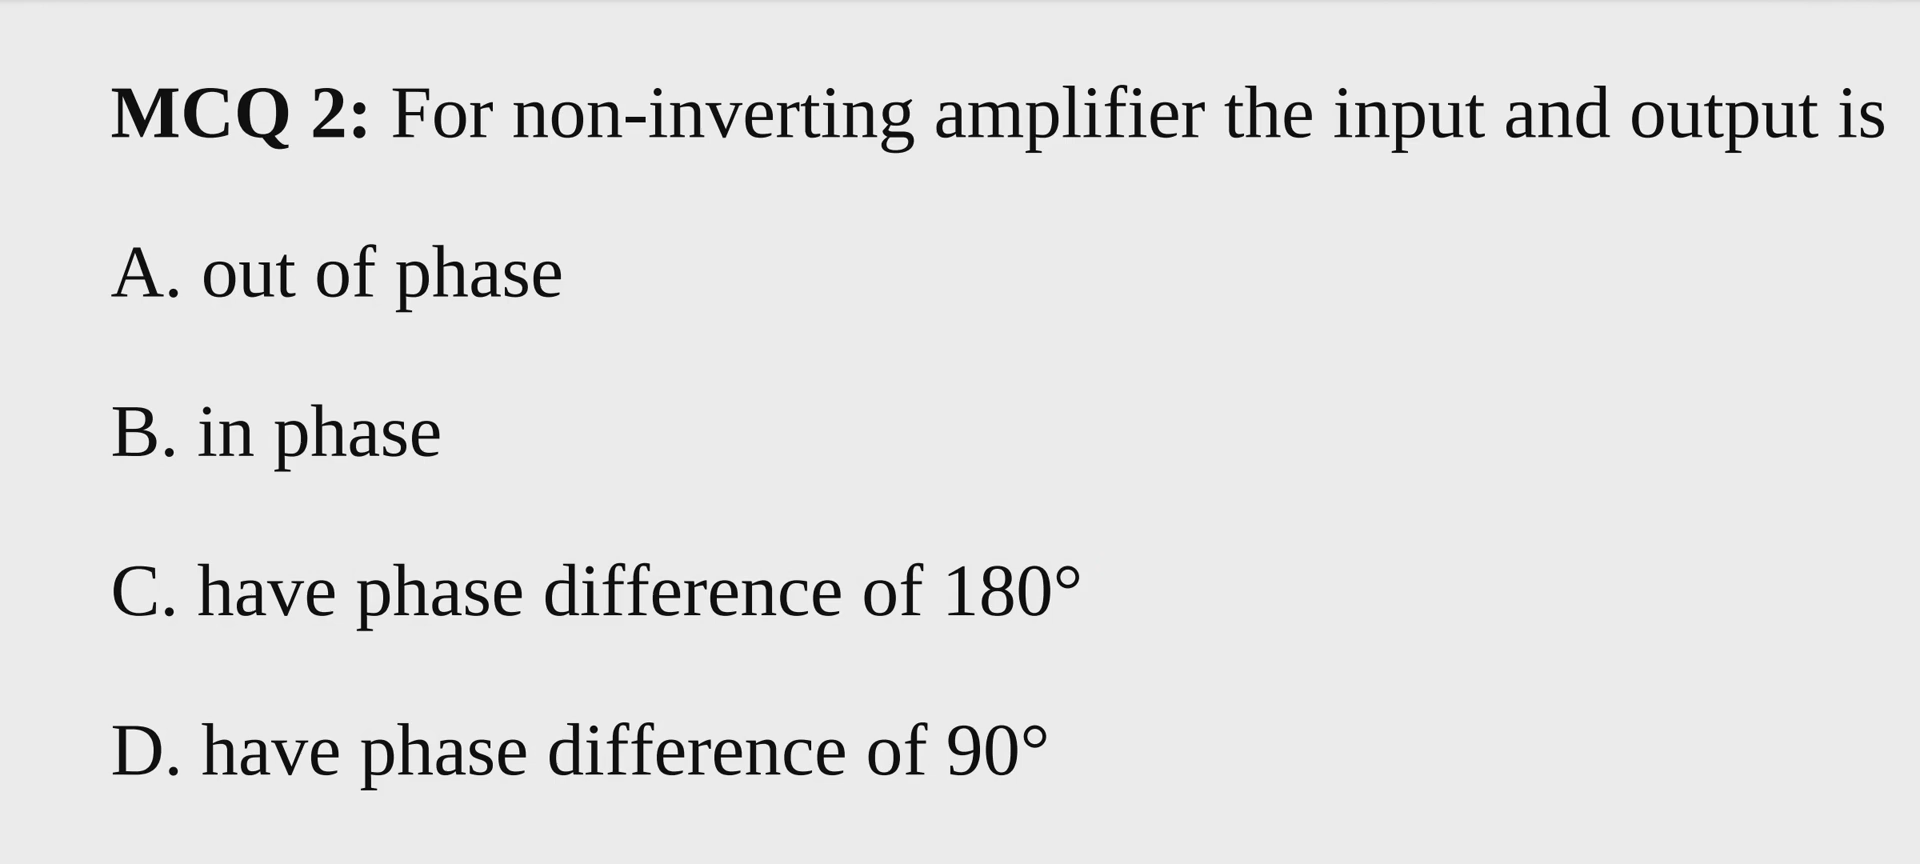 MCQ 2: For non-inverting amplifier the input and output is
A. out of phase
B. in phase
C. have phase difference of 180°
D. have phase difference of 90°